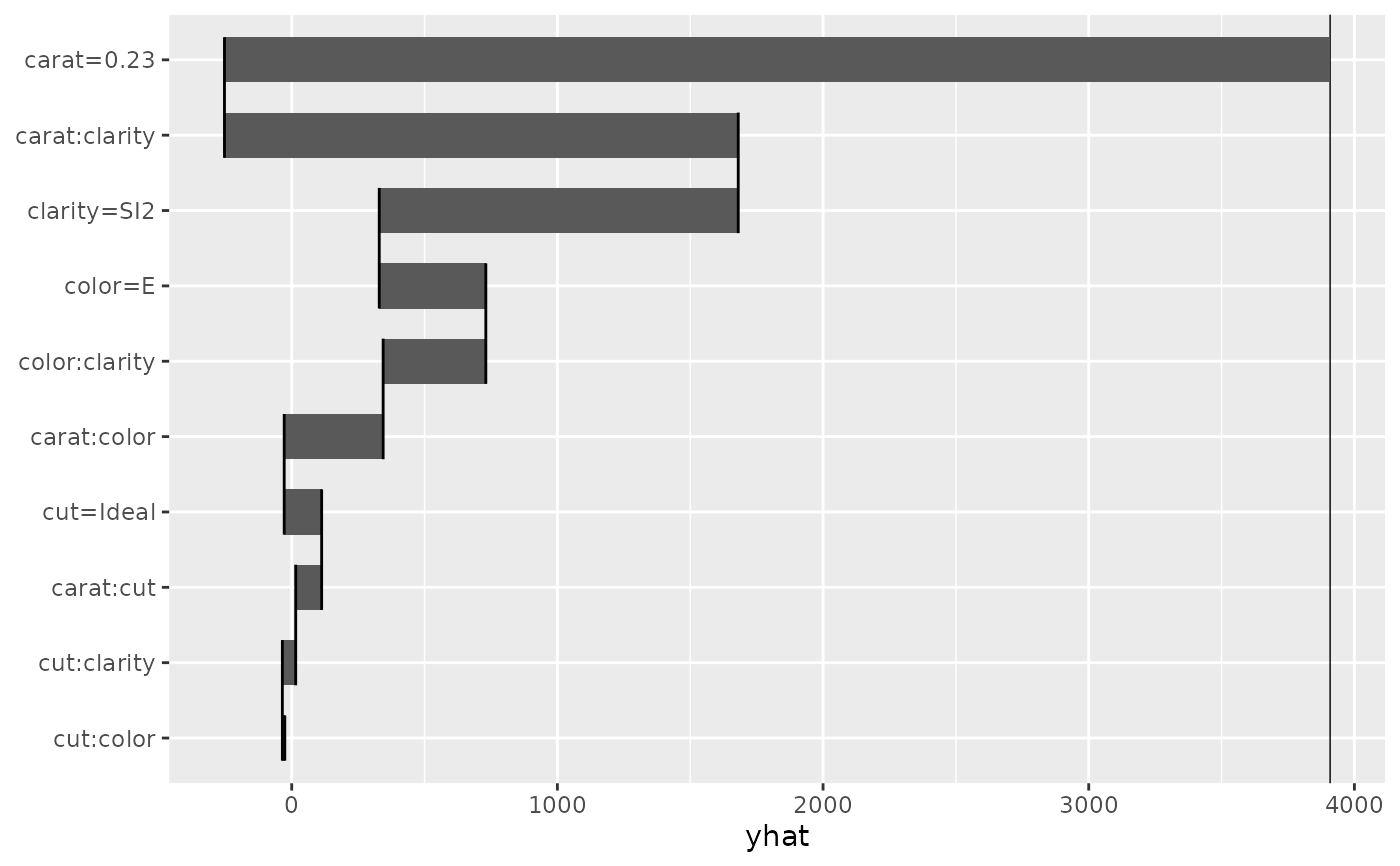 carat=0.23
carat:clarity
clarity=SI2
color=E
color:clarity
carat:color
cut=Ideal
carat:cut
cut:clarity
cut:color
0 1000 2000 3000 4000
yhat